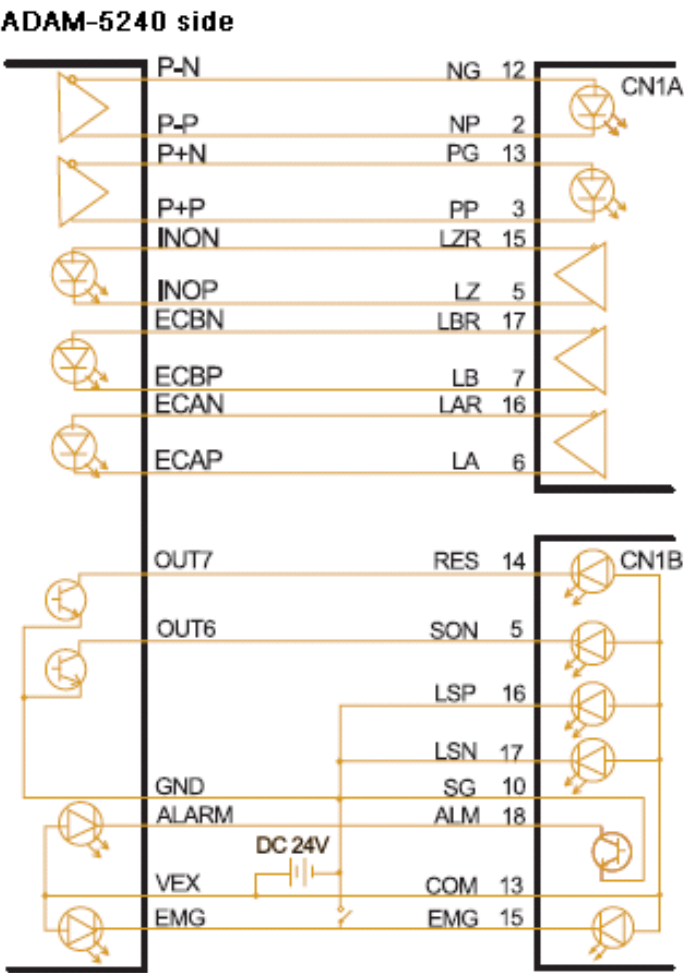 ADAM-5240 side
P-N NG 12
CN1A
P-P NP 2
P+N PG 13
P+P PP 3
INON LZR 15
INOP LZ 5
ECBN LBR 17
ECBP LB 7
ECAN LAR 16
ECAP LA 6
OUT7 RES 14 CN1B
OUT6 SON 5
LSP 16
LSN 17
GND SG 10
ALARM ALM 18
DC 24V
VEX COM 13
EMG EMG 15